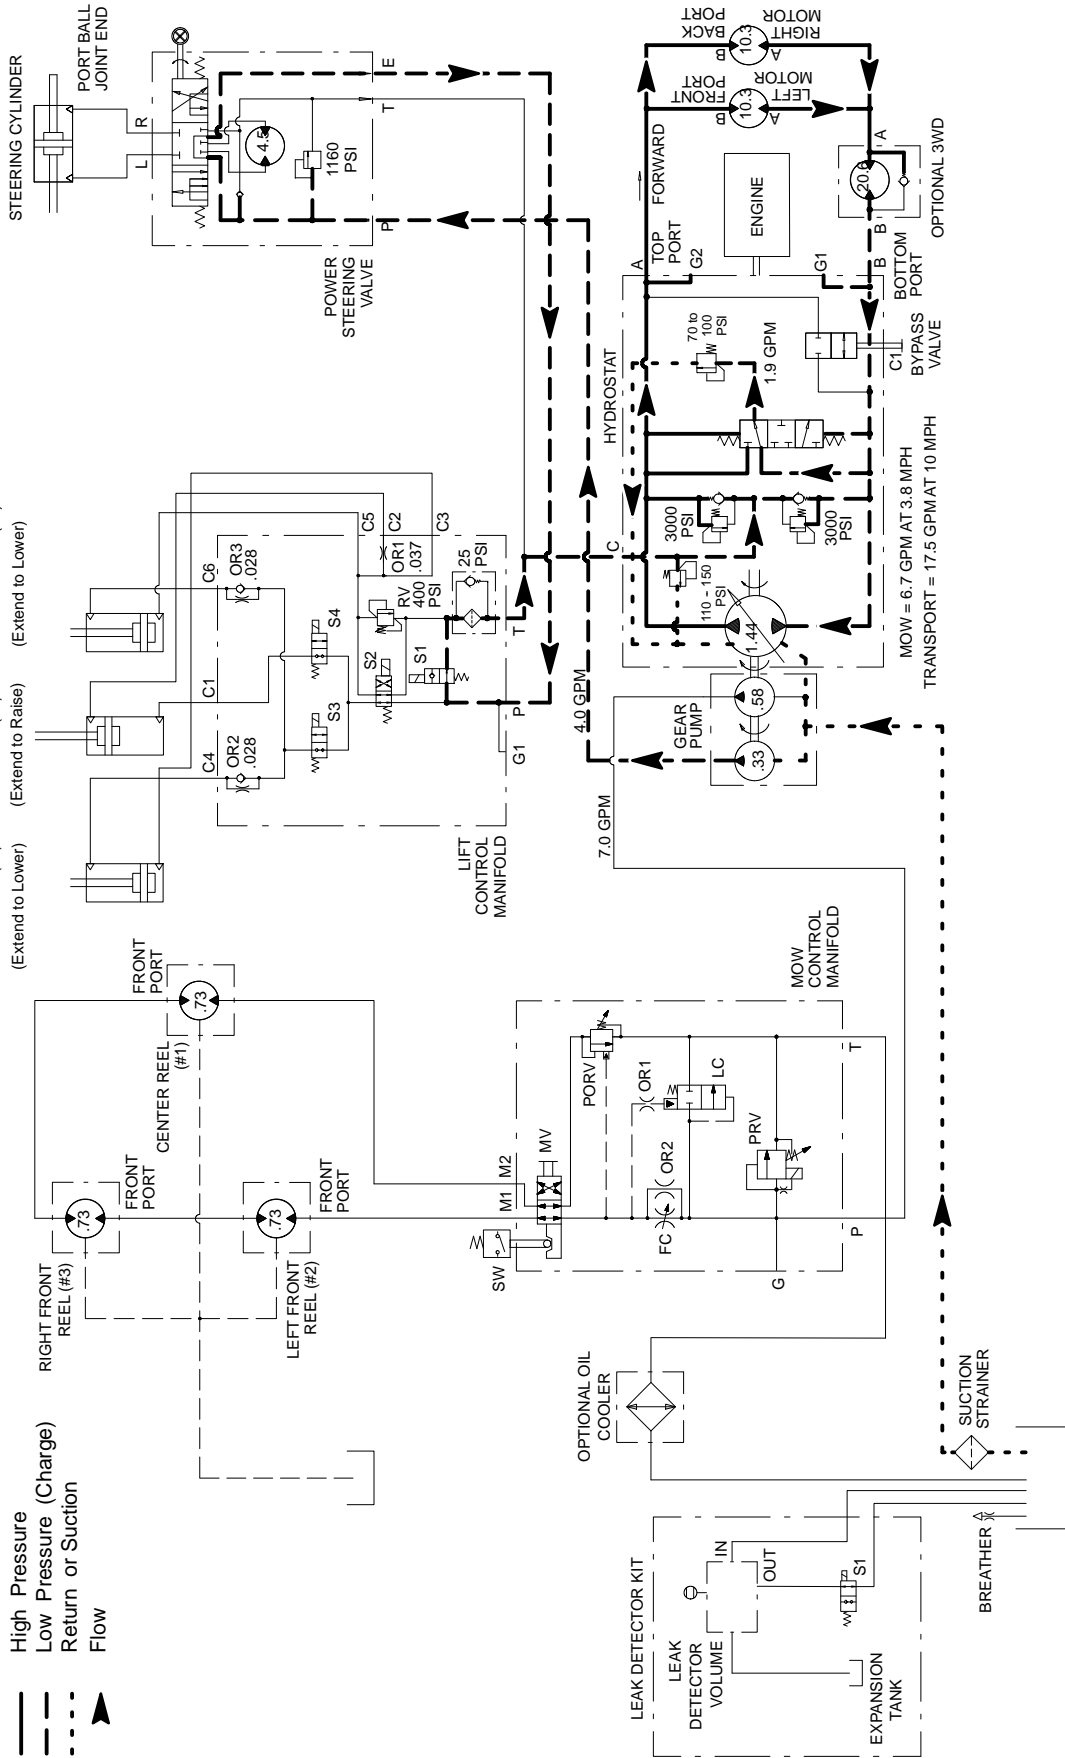 High Pressure
Low Pressure (Charge)
Return or Suction
Flow
STEERING CYLINDER
PORT BALL
JOINT END
L
R
4.5
1160
PSI
E
T
P
POWER
STEERING
VALVE
(Extend to Lower)
(Extend to Raise)
(Extend to Lower)
C4
C1
C6
OR2
.028
OR3
.028
S3
S4
S2
S1
RV
400
PSI
OR1
.037
C5
C2
C3
25
PSI
T
P
G1
LIFT
CONTROL
MANIFOLD
FRONT
PORT
.73
CENTER REEL
(#1)
.73
FRONT
PORT
RIGHT FRONT
REEL (#3)
.73
FRONT
PORT
LEFT FRONT
REEL (#2)
SW
M1
M2
MV
PORV
OR1
LC
FC
OR2
PRV
G
P
T
MOW
CONTROL
MANIFOLD
7.0 GPM
4.0 GPM
GEAR
PUMP
.33
.58
HYDROSTAT
C
110 - 150
PSI
1.44
3000
PSI
3000
PSI
70 to
100
PSI
1.9 GPM
C1
BYPASS
VALVE
A
TOP
PORT
G2
G1
B
BOTTOM
PORT
FORWARD
ENGINE
FRONT
PORT
B
10.3
A
LEFT
MOTOR
BACK
PORT
B
10.3
A
RIGHT
MOTOR
A
20.6
B
OPTIONAL 3WD
MOW = 6.7 GPM AT 3.8 MPH
TRANSPORT = 17.5 GPM AT 10 MPH
OPTIONAL OIL
COOLER
SUCTION
STRAINER
BREATHER
LEAK DETECTOR KIT
LEAK
DETECTOR
VOLUME
IN
OUT
S1
EXPANSION
TANK